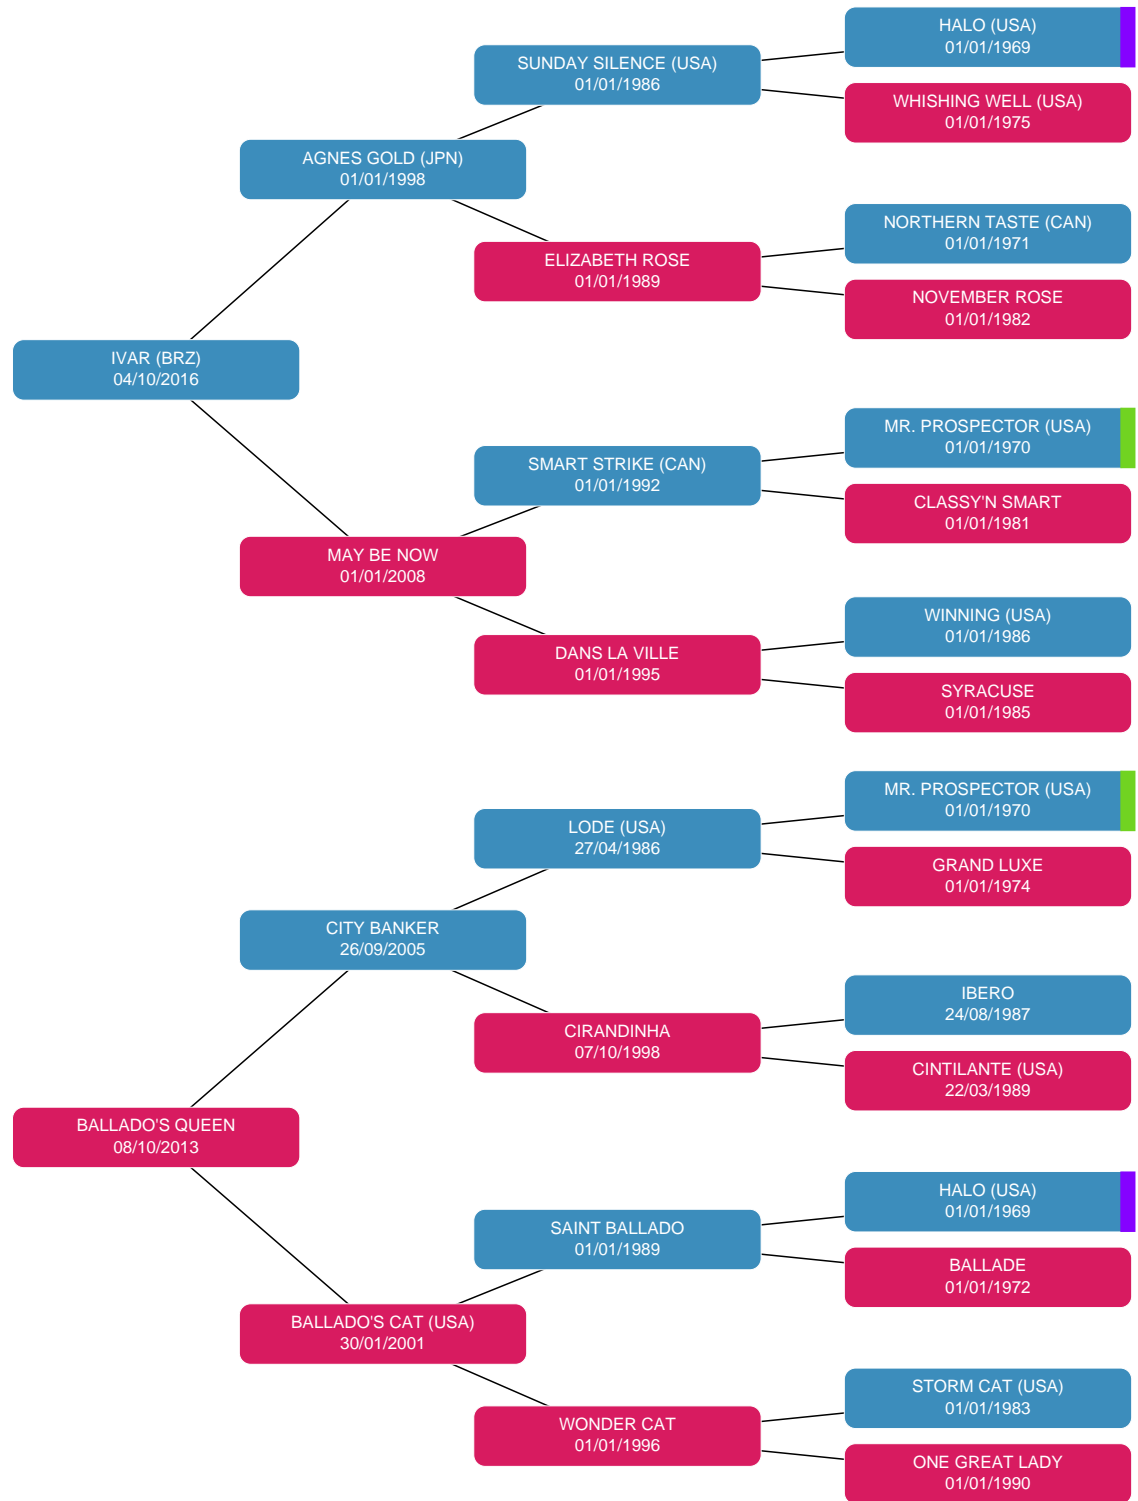 HALO (USA)
01/01/1969
SUNDAY SILENCE (USA)
01/01/1986
WHISHING WELL (USA)
01/01/1975
AGNES GOLD (JPN)
01/01/1998
NORTHERN TASTE (CAN)
01/01/1971
ELIZABETH ROSE
01/01/1989
NOVEMBER ROSE
01/01/1982
IVAR (BRZ)
04/10/2016
MR. PROSPECTOR (USA)
01/01/1970
SMART STRIKE (CAN)
01/01/1992
CLASSY'N SMART
01/01/1981
MAY BE NOW
01/01/2008
WINNING (USA)
01/01/1986
DANS LA VILLE
01/01/1995
SYRACUSE
01/01/1985
MR. PROSPECTOR (USA)
01/01/1970
LODE (USA)
27/04/1986
GRAND LUXE
01/01/1974
CITY BANKER
26/09/2005
IBERO
24/08/1987
CIRANDINHA
07/10/1998
CINTILANTE (USA)
22/03/1989
BALLADO'S QUEEN
08/10/2013
HALO (USA)
01/01/1969
SAINT BALLADO
01/01/1989
BALLADE
01/01/1972
BALLADO'S CAT (USA)
30/01/2001
STORM CAT (USA)
01/01/1983
WONDER CAT
01/01/1996
ONE GREAT LADY
01/01/1990